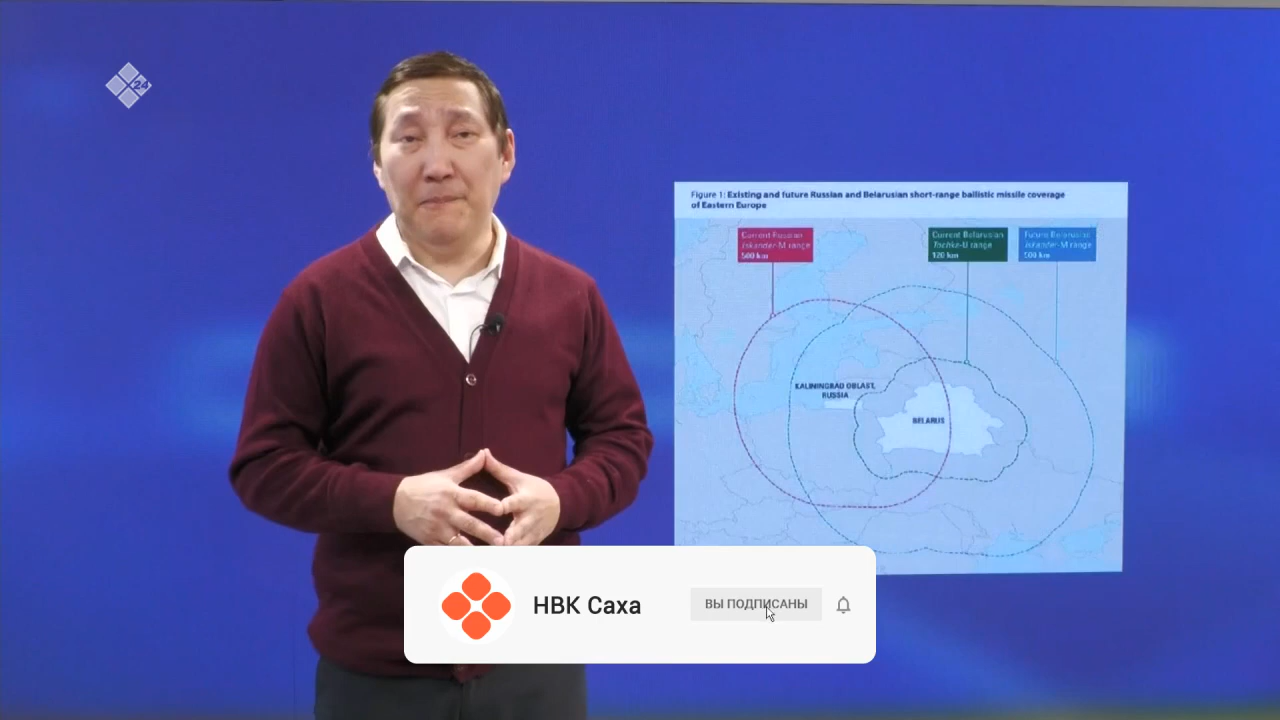 X24
Figure 1: Existing and future Russian and Belarusian short-range ballistic missile coverage
of Eastern Europe
Current Russian
Iskander-M range
500 km
Current Belarusian
Tochka-U range
120 km
Future Belarusian
Iskander-M range
500 km
KALININGRAD OBLAST,
RUSSIA
BELARUS
НВК Саха
ВЫ ПОДПИСАНЫ